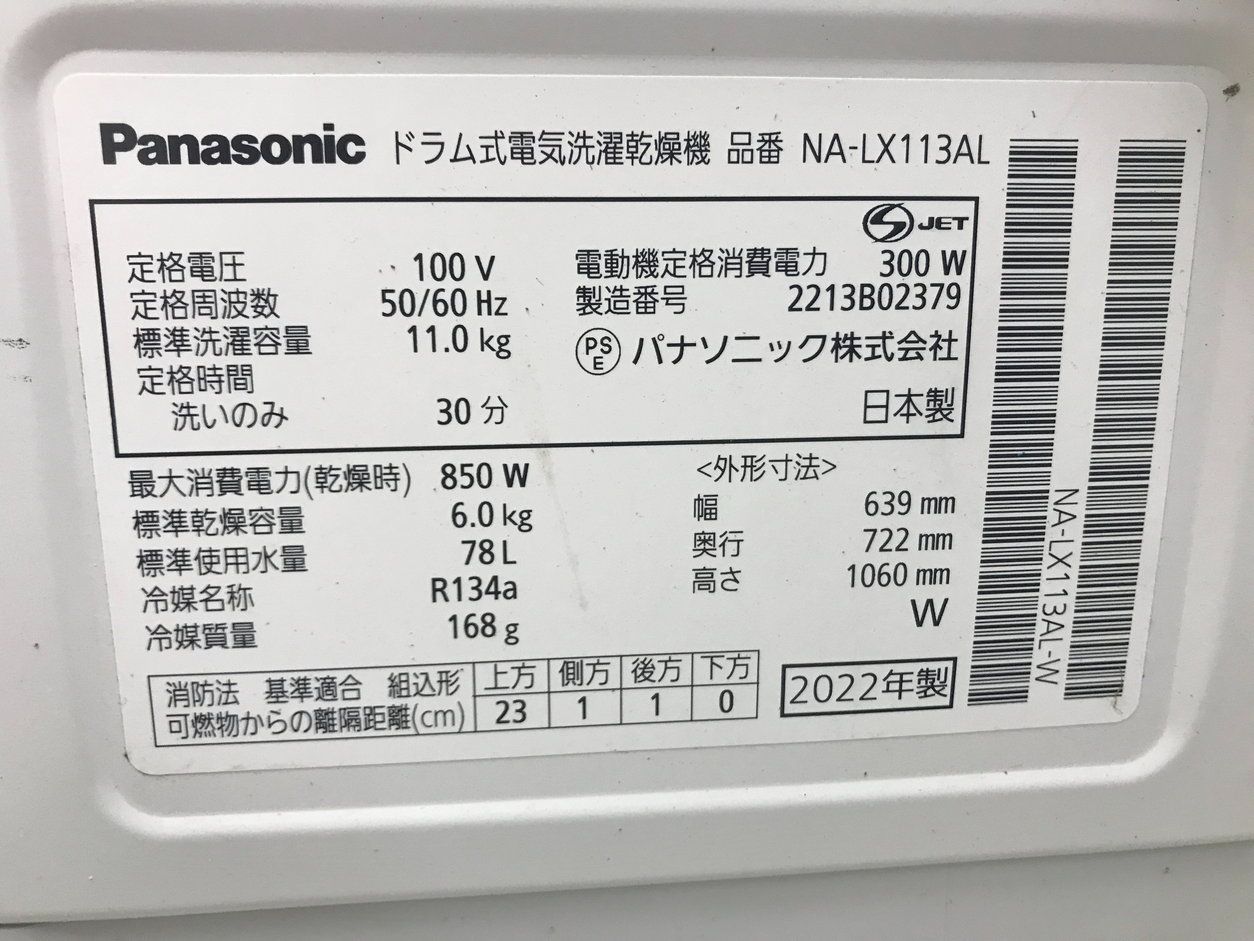 Panasonic ドラム式電気洗濯乾燥機 品番 NA-LX113AL
S JET
定格電圧 100 V
定格周波数 50/60 Hz
標準洗濯容量 11.0 kg
定格時間
洗いのみ 30 分
電動機定格消費電力 300 W
製造番号 2213B02379
PS E パナソニック株式会社
日本製
最大消費電力(乾燥時) 850 W
標準乾燥容量 6.0 kg
標準使用水量 78 L
冷媒名称 R134a
冷媒質量 168 g
<外形寸法>
幅 639 mm
奥行 722 mm
高さ 1060 mm
W
消防法 基準適合 組込形 上方 側方 後方 下方
可燃物からの離隔距離(cm) 23 1 1 0
2022年製
NA-LX113AL-W